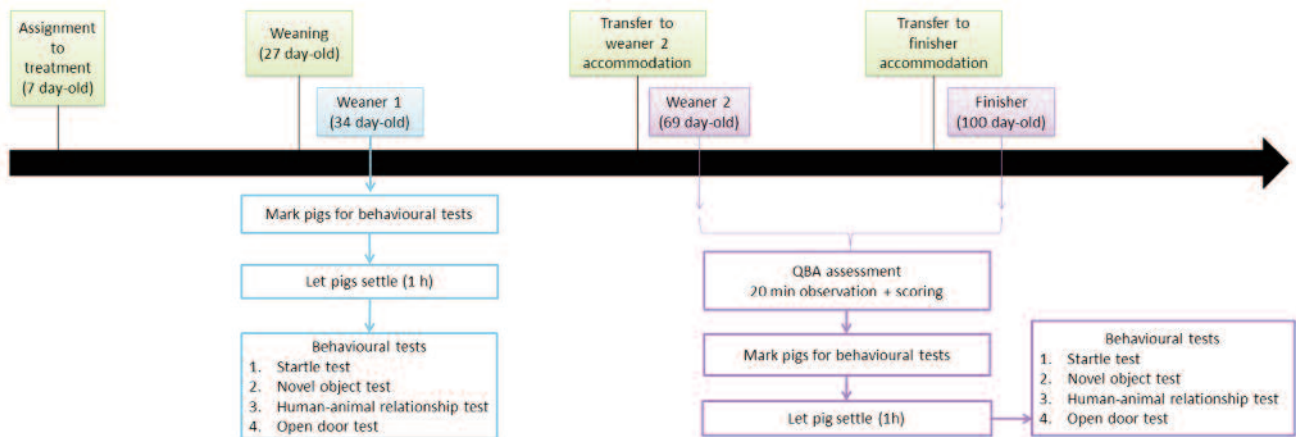 Assignment
to
treatment
(7 day-old)
Weaning
(27 day-old)
Transfer to
weaner 2
accommodation
Transfer to
finisher
accommodation
Weaner 1
(34 day-old)
Weaner 2
(69 day-old)
Finisher
(100 day-old)
Mark pigs for behavioural tests
Let pigs settle (1 h)
Behavioural tests
1. Startle test
2. Novel object test
3. Human-animal relationship test
4. Open door test
QBA assessment
20 min observation + scoring
Mark pigs for behavioural tests
Let pig settle (1h)
Behavioural tests
1. Startle test
2. Novel object test
3. Human-animal relationship test
4. Open door test